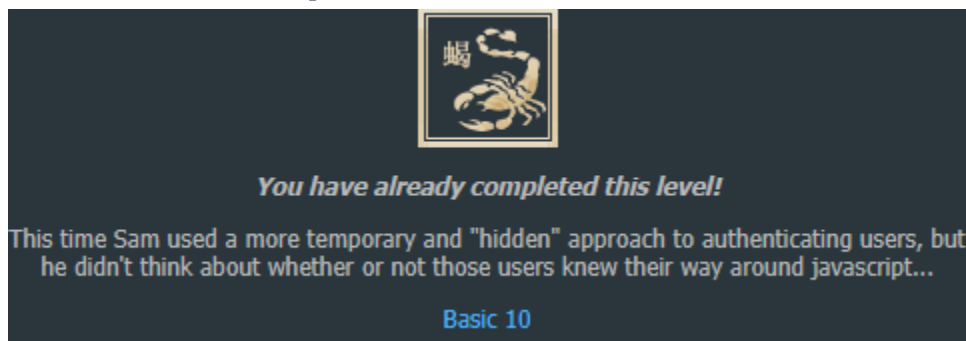 蝎
You have already completed this level!
This time Sam used a more temporary and "hidden" approach to authenticating users, but
he didn't think about whether or not those users knew their way around javascript...
Basic 10